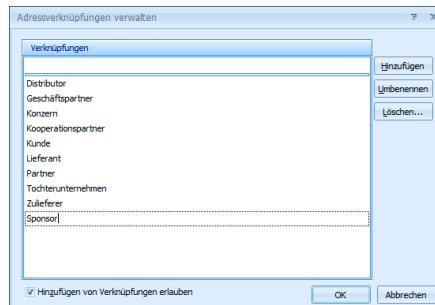 Adressverknüpfungen verwalten
Verknüpfungen
Hinzufügen
Distributor
Umbenennen
Geschäftspartner
Konzern
Löschen...
Kooperationspartner
Kunde
Lieferant
Partner
Tochterunternehmen
Zulieferer
Sponsor
Hinzufügen von Verknüpfungen erlauben
OK
Abbrechen